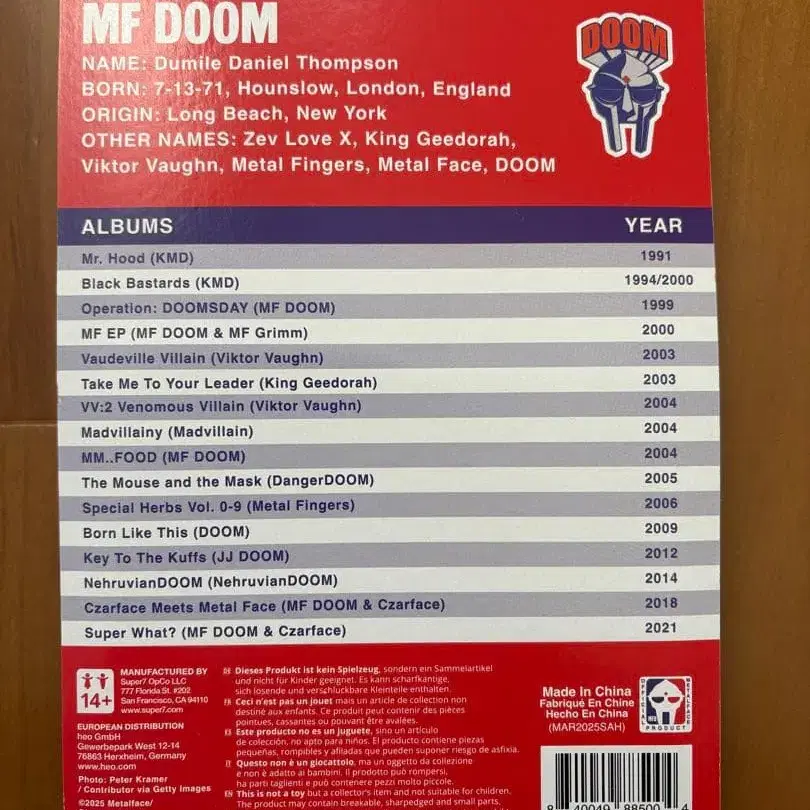 MF DOOM
NAME: Dumile Daniel Thompson
BORN: 7-13-71, Hounslow, London, England
ORIGIN: Long Beach, New York
OTHER NAMES: Zev Love X, King Geedorah,
Viktor Vaughn, Metal Fingers, Metal Face, DOOM
DOOM
ALBUMS YEAR
Mr. Hood (KMD) 1991
Black Bastards (KMD) 1994/2000
Operation: DOOMSDAY (MF DOOM) 1999
MF EP (MF DOOM & MF Grimm) 2000
Vaudeville Villain (Viktor Vaughn) 2003
Take Me To Your Leader (King Geedorah) 2003
VV:2 Venomous Villain (Viktor Vaughn) 2004
Madvillainy (Madvillain) 2004
MM..FOOD (MF DOOM) 2004
The Mouse and the Mask (DangerDOOM) 2005
Special Herbs Vol. 0-9 (Metal Fingers) 2006
Born Like This (DOOM) 2009
Key To The Kuffs (JJ DOOM) 2012
NehruvianDOOM (NehruvianDOOM) 2014
Czarface Meets Metal Face (MF DOOM & Czarface) 2018
Super What? (MF DOOM & Czarface) 2021
14+
MANUFACTURED BY
Super7 OpCo LLC
777 Florida St. #202
San Francisco, CA 94110
www.super7.com
EUROPEAN DISTRIBUTION
heo GmbH
Gewerbepark West 12-14
76863 Herxheim, Germany
www.heo.com
Photo: Peter Kramer
/ Contributor via Getty Images
©2025 Metalface/
DE Dieses Produkt ist kein Spielzeug, sondern ein Sammelartikel
und nicht für Kinder geeignet. Es kann scharfkantige,
sich lösende und verschluckbare Kleinteile enthalten.
FR Ceci n'est pas un jouet mais un article de collection non
destiné aux enfants. Ce produit peut contenir des pièces
pointues, cassantes ou pouvant être avalées.
ES Este producto no es un juguete, sino un artículo
de colección, no apto para niños. El producto contiene piezas
pequeñas, rompibles y afiladas que pueden suponer riesgo de asfixia.
IT Questo non è un giocattolo, ma un oggetto da collezione
e non è adatto ai bambini. Il prodotto può rompersi,
ha parti taglienti e può contenere pezzi molto piccole.
EN This is not a toy but a collector's item and not suitable for children.
The product may contain breakable, sharpedged and small parts.
Made In China
Fabriqué En Chine
Hecho En China
(MAR2025SAH)
OFFICIAL
METALFACE
PRODUCT
8 40049 88509 4